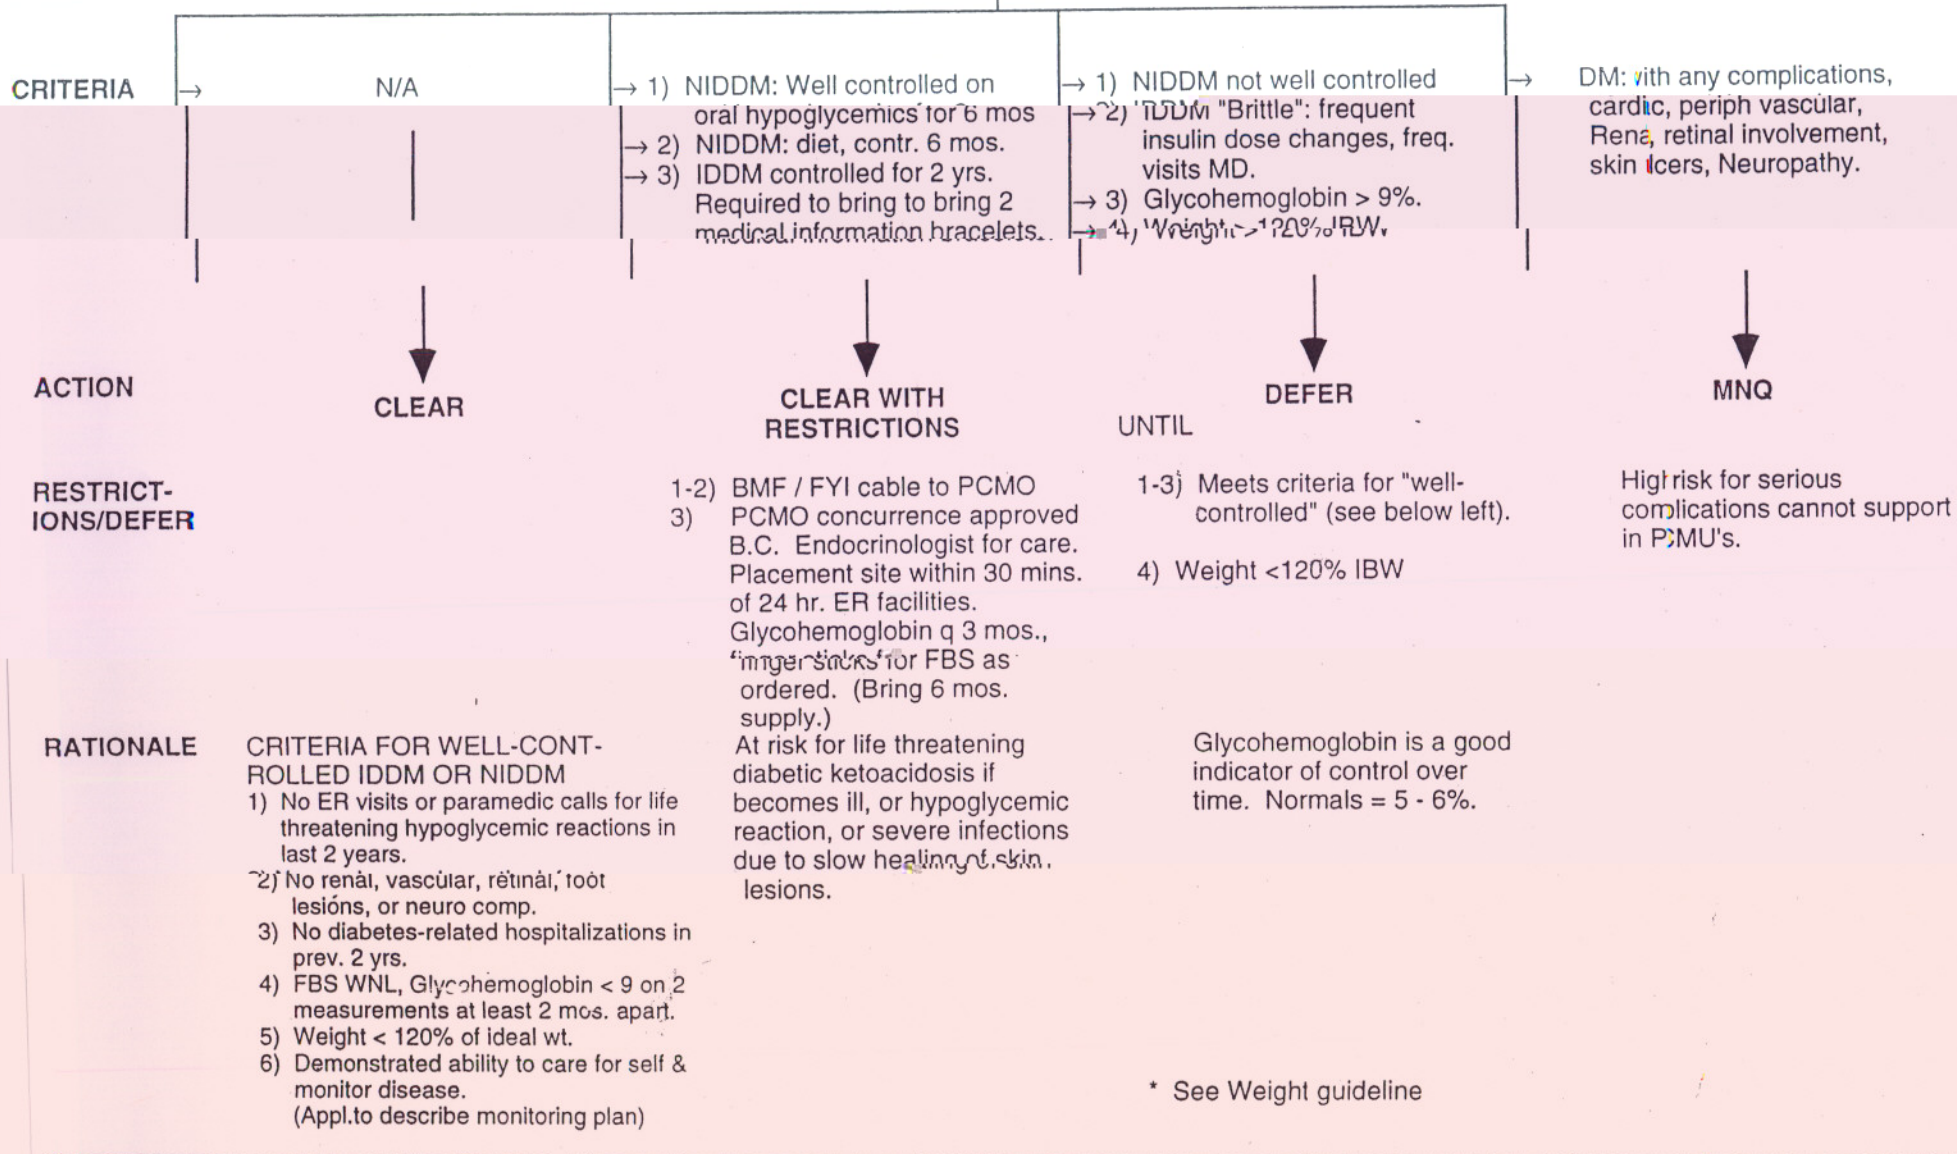 CRITERIA
→ N/A
→ 1) NIDDM: Well controlled on
oral hypoglycemics for 6 mos
→ 2) NIDDM: diet, contr. 6 mos.
→ 3) IDDM controlled for 2 yrs.
Required to bring to bring 2
medical information bracelets.
→ 1) NIDDM not well controlled
→ 2) IDDM "Brittle": frequent
insulin dose changes, freq.
visits MD.
→ 3) Glycohemoglobin > 9%.
→ 4) Weight > 120% IBW.
→ DM: with any complications,
cardic, periph vascular,
Rena, retinal involvement,
skin ulcers, Neuropathy.
ACTION
CLEAR
CLEAR WITH
RESTRICTIONS
DEFER
UNTIL
MNQ
RESTRICT-
IONS/DEFER
1-2) BMF / FYI cable to PCMO
3) PCMO concurrence approved
B.C. Endocrinologist for care.
Placement site within 30 mins.
of 24 hr. ER facilities.
Glycohemoglobin q 3 mos.,
fingersticks for FBS as
ordered. (Bring 6 mos.
supply.)
1-3) Meets criteria for "well-
controlled" (see below left).
4) Weight <120% IBW
High risk for serious
complications cannot support
in PCMU's.
RATIONALE
CRITERIA FOR WELL-CONT-
ROLLED IDDM OR NIDDM
1) No ER visits or paramedic calls for life
threatening hypoglycemic reactions in
last 2 years.
2) No renal, vascular, retinal, foot
lesions, or neuro comp.
3) No diabetes-related hospitalizations in
prev. 2 yrs.
4) FBS WNL, Glycohemoglobin < 9 on 2
measurements at least 2 mos. apart.
5) Weight < 120% of ideal wt.
6) Demonstrated ability to care for self &
monitor disease.
(Appl.to describe monitoring plan)
At risk for life threatening
diabetic ketoacidosis if
becomes ill, or hypoglycemic
reaction, or severe infections
due to slow healing of skin
lesions.
Glycohemoglobin is a good
indicator of control over
time. Normals = 5 - 6%.
* See Weight guideline